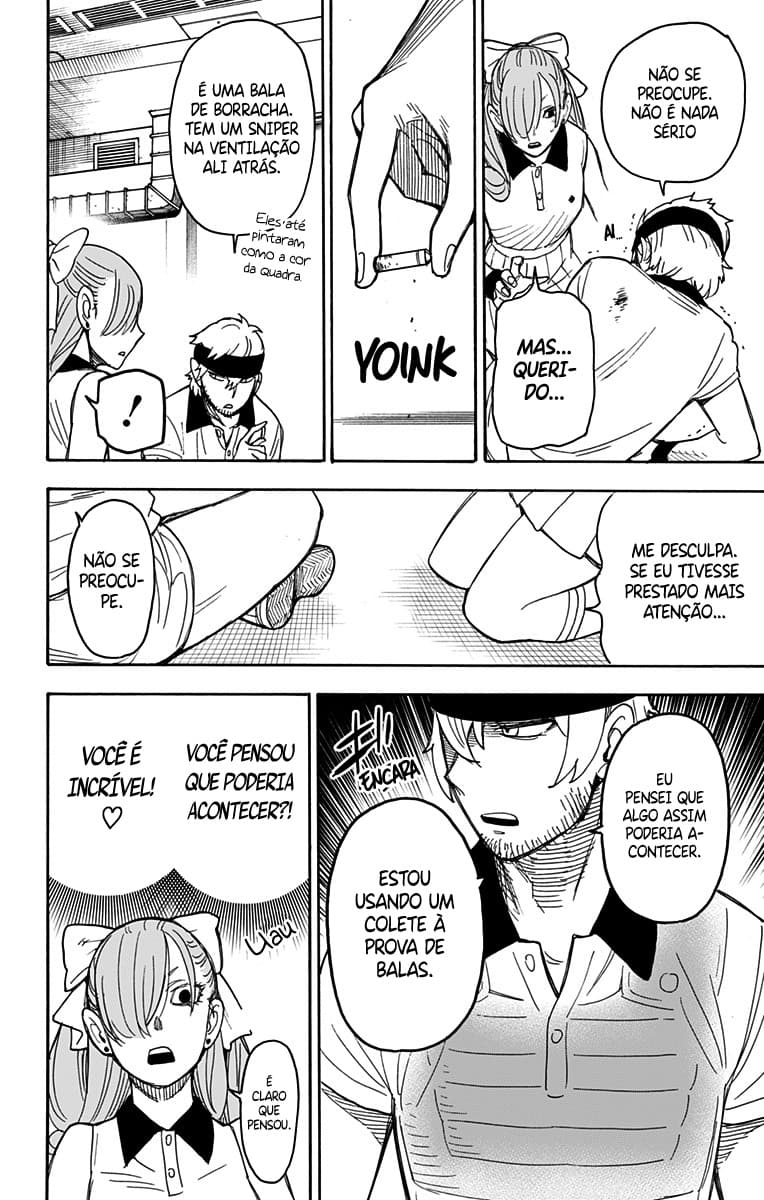 NÃO SE
PREOCUPE.
NÃO É NADA
SÉRIO
AI...
MAS...
QUERI-
DO...
YOINK
É UMA BALA
DE BORRACHA.
TEM UM SNIPER
NA VENTILAÇÃO
ALI ATRÁS.
Eles até
pintaram
como a cor
da quadra.
!
ME DESCULPA.
SE EU TIVESSE
PRESTADO MAIS
ATENÇÃO...
NÃO SE
PREOCU-
PE.
EU
PENSEI QUE
ALGO ASSIM
PODERIA A-
CONTECER.
キリッ
ENCARA
ESTOU
USANDO UM
COLETE À
PROVA DE
BALAS.
VOCÊ PENSOU
QUE PODERIA
ACONTECER?!
VOCÊ É
INCRÍVEL!
♡
Uau
É
CLARO
QUE
PENSOU.